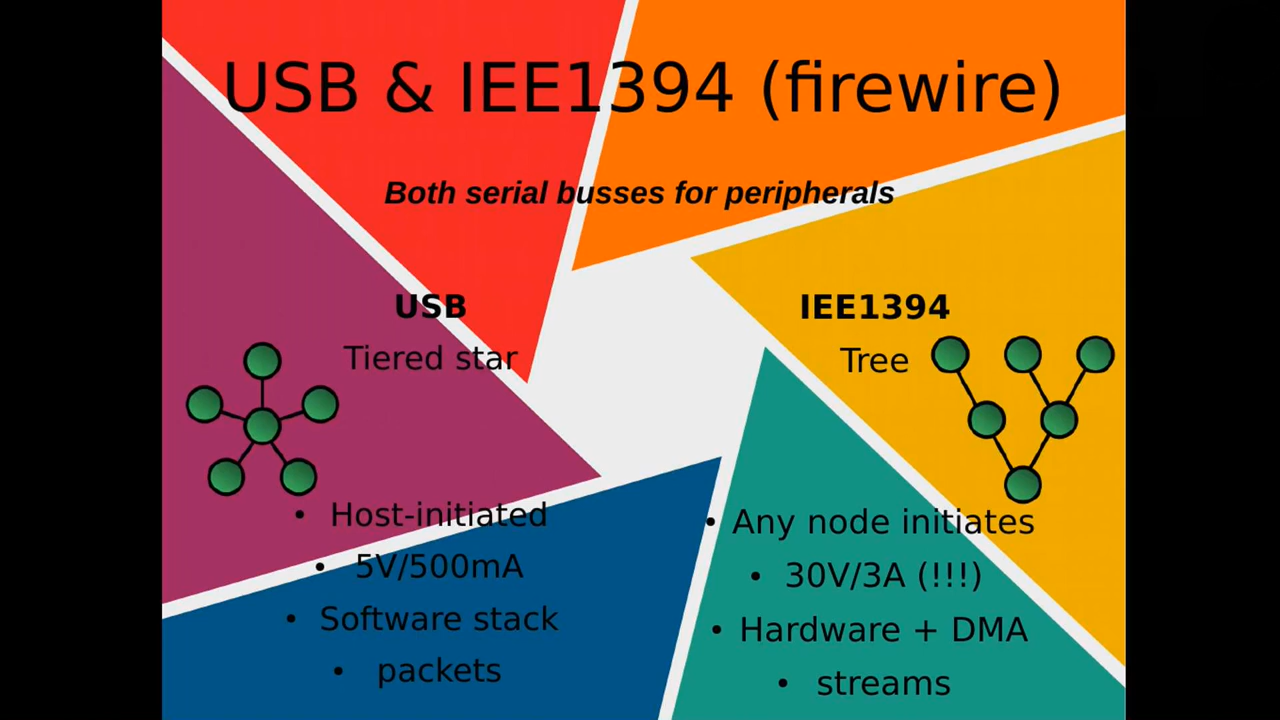 USB & IEE1394 (firewire)
Both serial busses for peripherals
USB
Tiered star
• Host-initiated
• 5V/500mA
• Software stack
• packets
IEE1394
Tree
• Any node initiates
• 30V/3A (!!!)
• Hardware + DMA
• streams